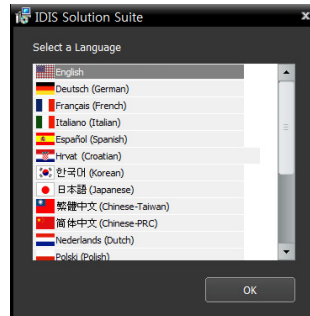 IDIS Solution Suite
x
Select a Language
English
Deutsch (German)
Français (French)
Italiano (Italian)
Español (Spanish)
Hrvat (Croatian)
한국어 (Korean)
日本語 (Japanese)
繁體中文 (Chinese-Taiwan)
简体中文 (Chinese-PRC)
Nederlands (Dutch)
Polski (Polish)
OK